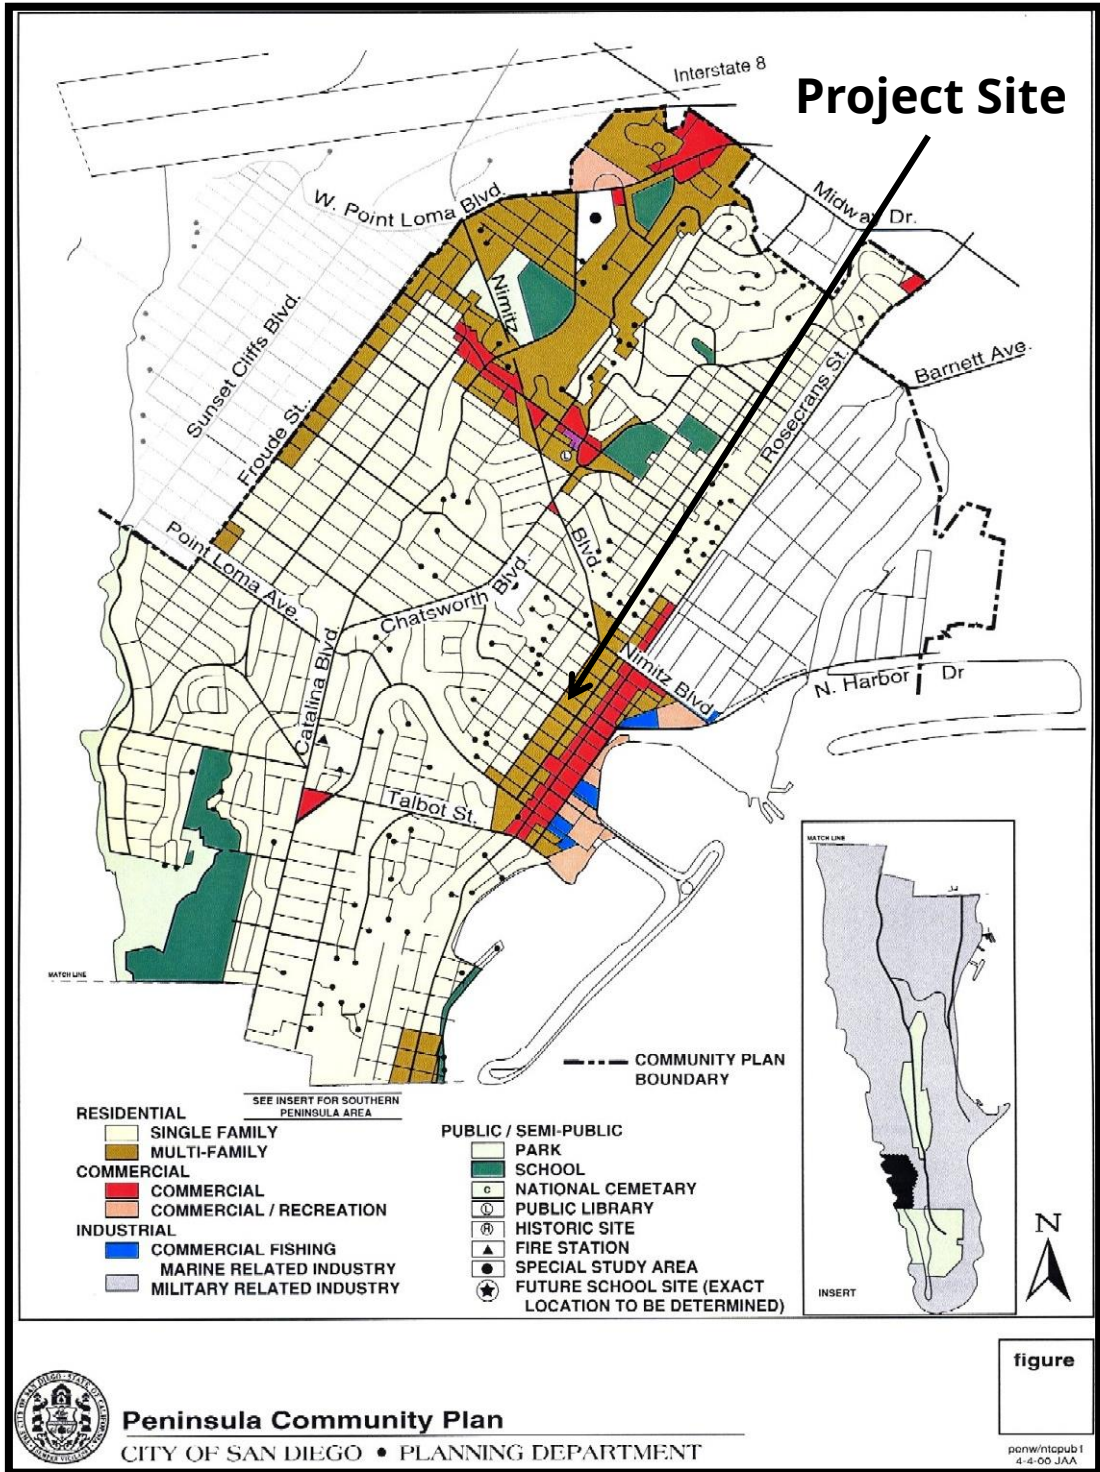 Interstate 8
Project Site
W. Point Loma Blvd.
Midway Dr.
Nimitz
Sunset Cliffs Blvd.
Froude St.
Barnett Ave.
Rosecrans St.
Point Loma Ave.
Blvd.
Chatsworth Blvd.
Catalina Blvd.
Nimitz Blvd.
N. Harbor Dr
Talbot St.
MATCH LINE
MATCH LINE
INSERT
N
COMMUNITY PLAN
BOUNDARY
SEE INSERT FOR SOUTHERN
PENINSULA AREA
RESIDENTIAL
SINGLE FAMILY
MULTI-FAMILY
COMMERCIAL
COMMERCIAL
COMMERCIAL / RECREATION
INDUSTRIAL
COMMERCIAL FISHING
MARINE RELATED INDUSTRY
MILITARY RELATED INDUSTRY
PUBLIC / SEMI-PUBLIC
PARK
SCHOOL
C NATIONAL CEMETARY
L PUBLIC LIBRARY
H HISTORIC SITE
FIRE STATION
SPECIAL STUDY AREA
FUTURE SCHOOL SITE (EXACT
LOCATION TO BE DETERMINED)
figure
Peninsula Community Plan
CITY OF SAN DIEGO • PLANNING DEPARTMENT
penw/ntcpub1
4-4-00 JAA